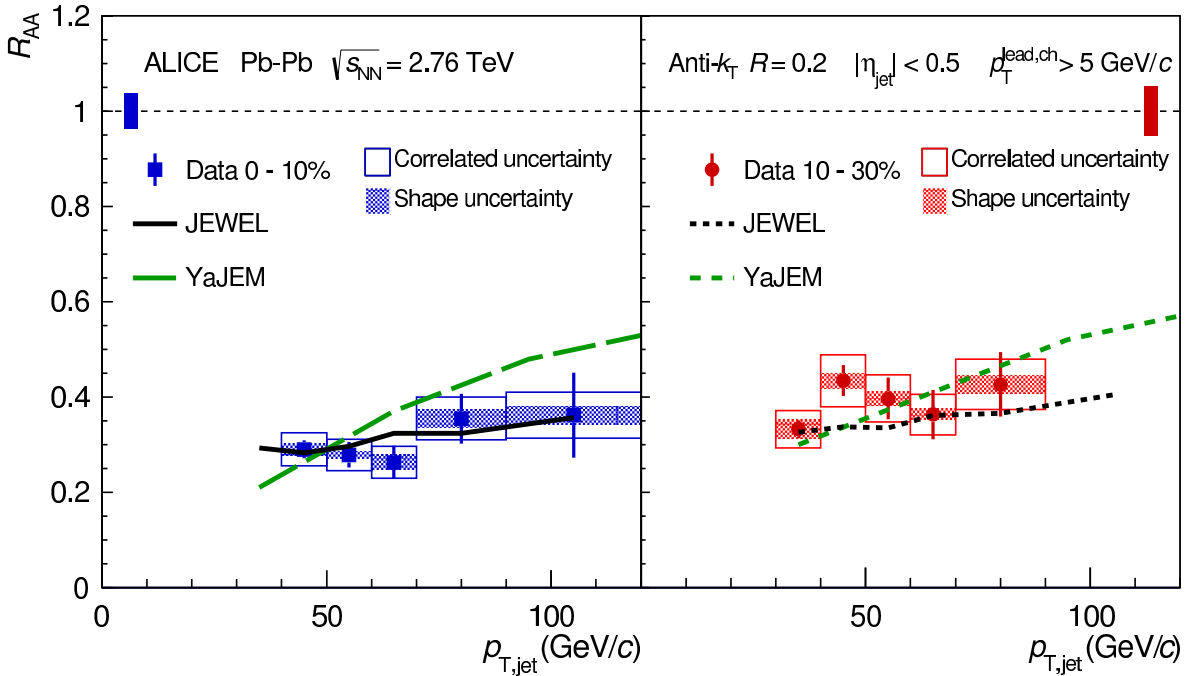 R_AA
1.2
1
0.8
0.6
0.4
0.2
0
ALICE Pb-Pb √s_NN = 2.76 TeV
Data 0 - 10%
Correlated uncertainty
Shape uncertainty
JEWEL
YaJEM
0 50 100
p_T,jet (GeV/c)
Anti-k_T R = 0.2 |η_jet| < 0.5 p_T^lead,ch > 5 GeV/c
Data 10 - 30%
Correlated uncertainty
Shape uncertainty
JEWEL
YaJEM
50 100
p_T,jet (GeV/c)